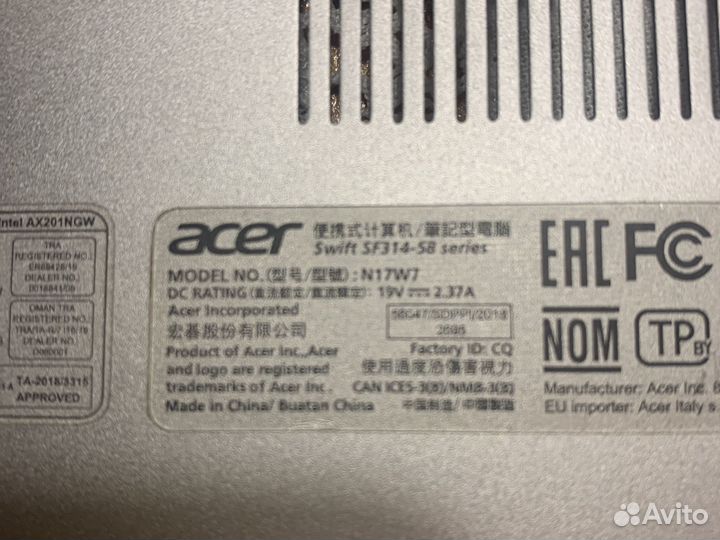 Intel AX201NGW
TRA
REGISTERED NO.:
DEALER NO.:
OMAN TRA
REGISTERED NO.:
DEALER NO.:
D080001
TA-2018/3315
APPROVED
acer 便携式计算机/筆記型電腦
Swift SF314-58 series
MODEL NO.(型号/型號):N17W7
DC RATING(直流额定/直流額定): 19V 2.37A
Acer Incorporated
宏碁股份有限公司
Product of Acer Inc.,Acer
and logo are registered
trademarks of Acer Inc.
Made in China/ Buatan China
Factory ID: CQ
使用過度恐傷害視力
CAN ICES-3(B)/NMB-3(B)
中国制造/中國製造
EAC FC
NOM TP
BY
Manufacturer: Acer Inc.
EU importer: Acer Italy s
Avito